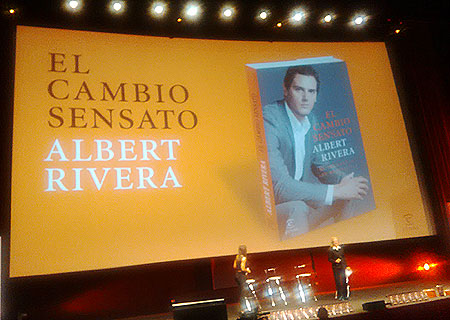 EL
CAMBIO
SENSATO
ALBERT
RIVERA
EL
CAMBIO
SENSATO
ALBERT
RIVERA